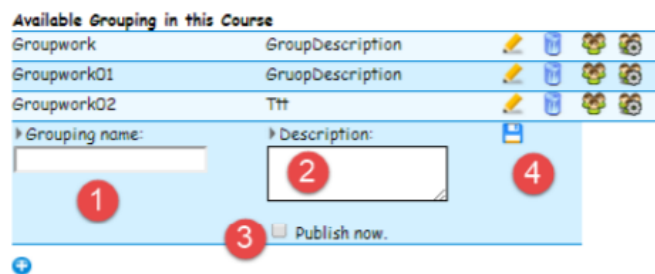 Available Grouping in this Course
Groupwork GroupDescription
Groupwork01 GruopDescription
Groupwork02 Ttt
Grouping name: Description:
1 2 4
3 Publish now.